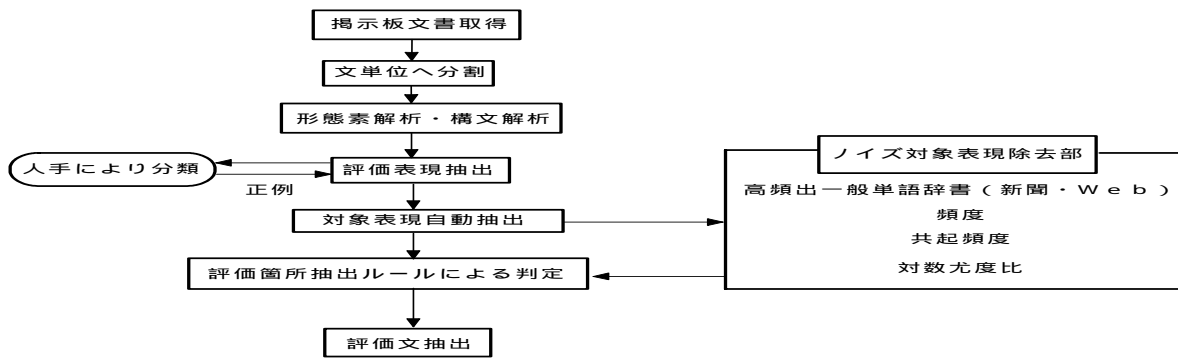 掲示板文書取得
文単位へ分割
形態素解析・構文解析
人手により分類
正例
評価表現抽出
対象表現自動抽出
評価箇所抽出ルールによる判定
評価文抽出
ノイズ対象表現除去部
高頻出一般単語辞書(新聞・Web)
頻度
共起頻度
対数尤度比